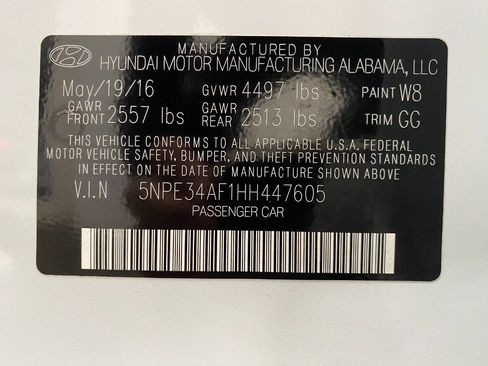 MANUFACTURED BY
HYUNDAI MOTOR MANUFACTURING ALABAMA, LLC
May/19/16 GVWR 4497 lbs PAINT W8
GAWR FRONT 2557 lbs GAWR REAR 2513 lbs TRIM GG
THIS VEHICLE CONFORMS TO ALL APPLICABLE U.S.A. FEDERAL
MOTOR VEHICLE SAFETY, BUMPER, AND THEFT PREVENTION STANDARDS
IN EFFECT ON THE DATE OF MANUFACTURE SHOWN ABOVE
V.I.N 5NPE34AF1HH447605
PASSENGER CAR